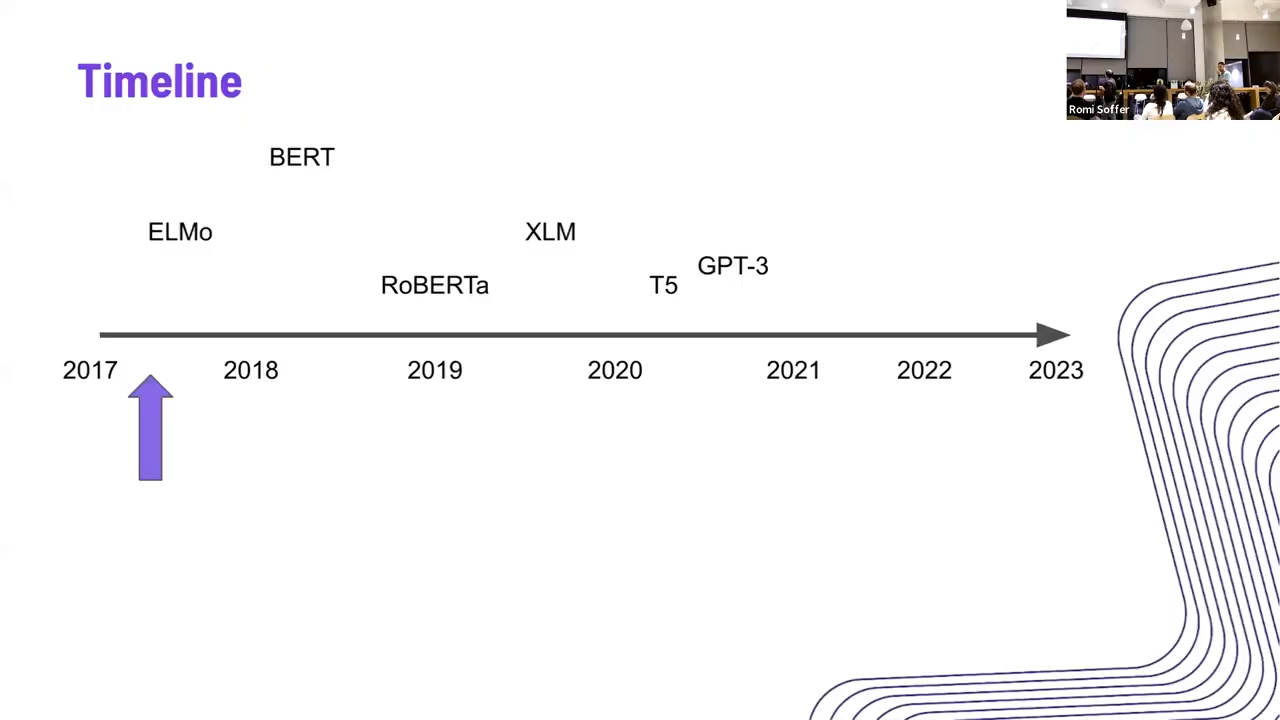 Timeline
Romi Soffer
BERT
ELMo
XLM
GPT-3
RoBERTa
T5
2017
2018
2019
2020
2021
2022
2023